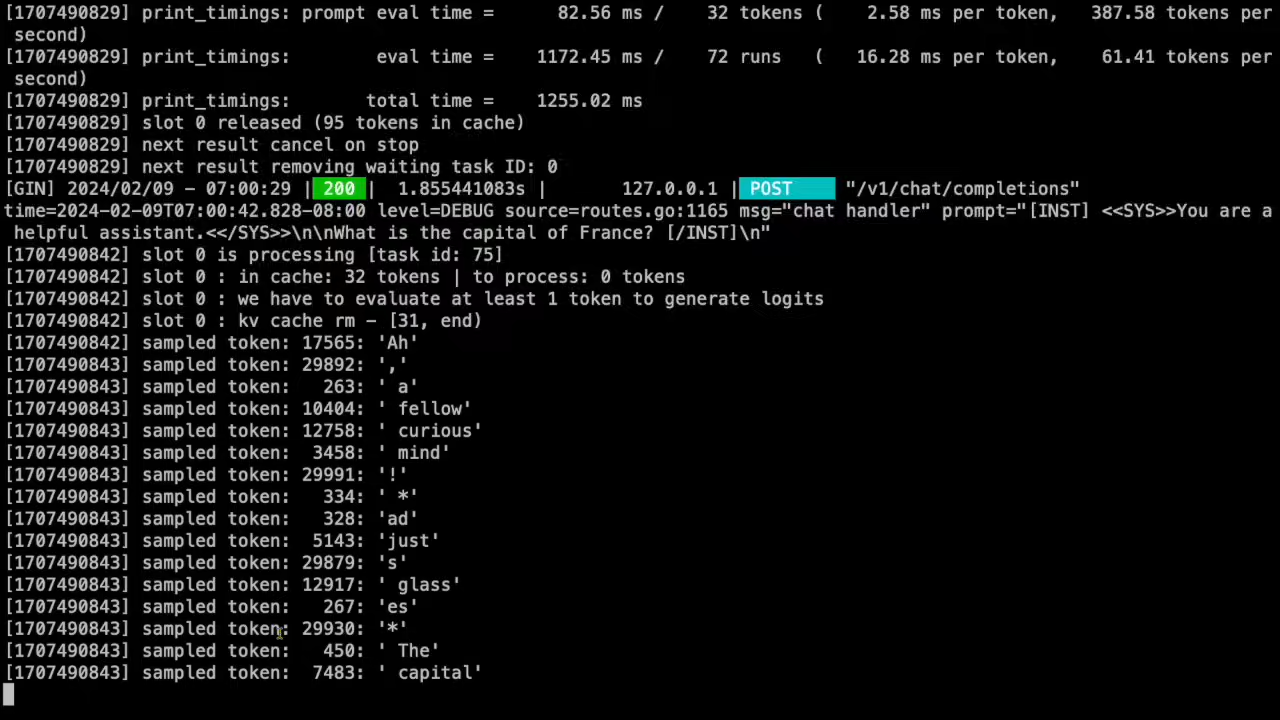 [1707490829] print_timings: prompt eval time =      82.56 ms /    32 tokens (    2.58 ms per token,   387.58 tokens per
 second)
[1707490829] print_timings:        eval time =    1172.45 ms /    72 runs   (   16.28 ms per token,    61.41 tokens per
 second)
[1707490829] print_timings:       total time =    1255.02 ms
[1707490829] slot 0 released (95 tokens in cache)
[1707490829] next result cancel on stop
[1707490829] next result removing waiting task ID: 0
[GIN] 2024/02/09 - 07:00:29 | 200 |  1.855441083s |       127.0.0.1 | POST     "/v1/chat/completions"
time=2024-02-09T07:00:42.828-08:00 level=DEBUG source=routes.go:1165 msg="chat handler" prompt="[INST] <<SYS>>You are a
 helpful assistant.<</SYS>>\n\nWhat is the capital of France? [/INST]\n"
[1707490842] slot 0 is processing [task id: 75]
[1707490842] slot 0 : in cache: 32 tokens | to process: 0 tokens
[1707490842] slot 0 : we have to evaluate at least 1 token to generate logits
[1707490842] slot 0 : kv cache rm - [31, end)
[1707490842] sampled token: 17565: 'Ah'
[1707490843] sampled token: 29892: ','
[1707490843] sampled token:   263: ' a'
[1707490843] sampled token: 10404: ' fellow'
[1707490843] sampled token: 12758: ' curious'
[1707490843] sampled token:  3458: ' mind'
[1707490843] sampled token: 29991: '!'
[1707490843] sampled token:   334: ' *'
[1707490843] sampled token:   328: 'ad'
[1707490843] sampled token:  5143: 'just'
[1707490843] sampled token: 29879: 's'
[1707490843] sampled token: 12917: ' glass'
[1707490843] sampled token:   267: 'es'
[1707490843] sampled token: 29930: '*'
[1707490843] sampled token:   450: ' The'
[1707490843] sampled token:  7483: ' capital'